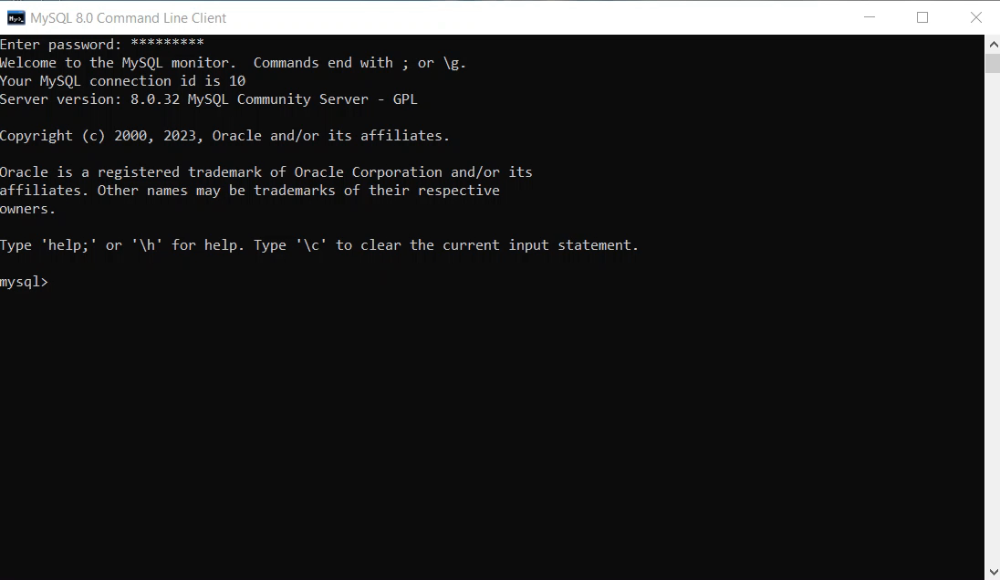 MySQL 8.0 Command Line Client
Enter password: *********
Welcome to the MySQL monitor.  Commands end with ; or \g.
Your MySQL connection id is 10
Server version: 8.0.32 MySQL Community Server - GPL
Copyright (c) 2000, 2023, Oracle and/or its affiliates.
Oracle is a registered trademark of Oracle Corporation and/or its
affiliates. Other names may be trademarks of their respective
owners.
Type 'help;' or '\h' for help. Type '\c' to clear the current input statement.
mysql>